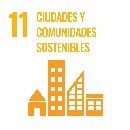 11 CIUDADES Y
COMUNIDADES
SOSTENIBLES